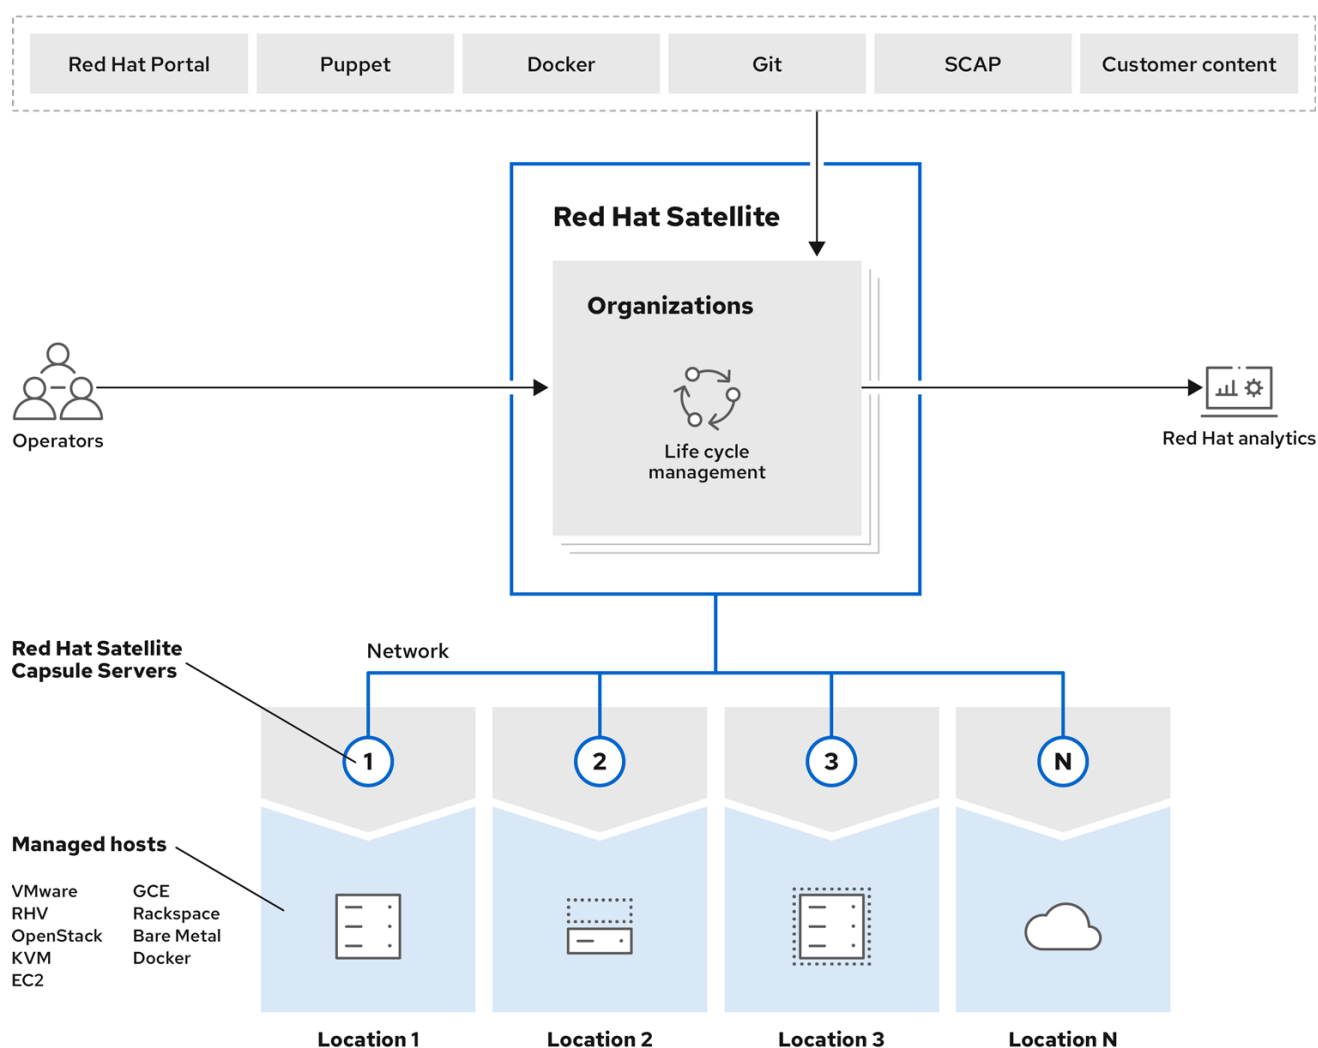 Red Hat Portal
Puppet
Docker
Git
SCAP
Customer content
Red Hat Satellite
Organizations
Life cycle
management
Operators
Red Hat analytics
Red Hat Satellite
Capsule Servers
Network
1
2
3
N
Managed hosts
VMware
RHV
OpenStack
KVM
EC2
GCE
Rackspace
Bare Metal
Docker
Location 1
Location 2
Location 3
Location N